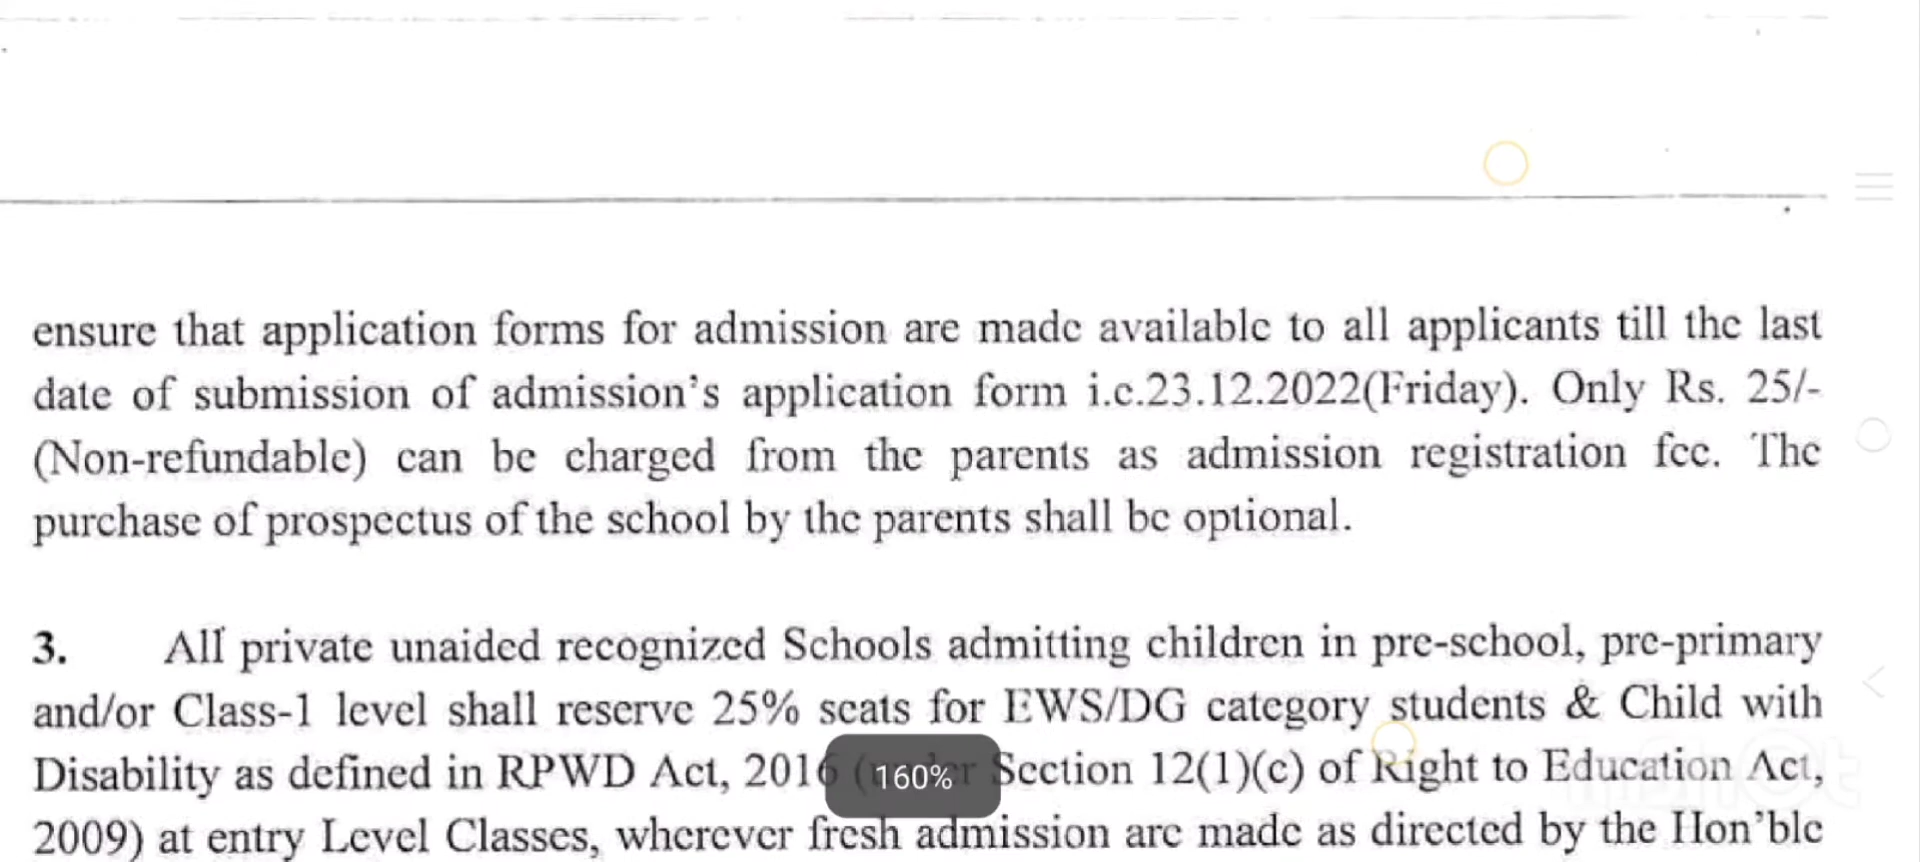 ensure that application forms for admission are made available to all applicants till the last
date of submission of admission's application form i.e.23.12.2022(Friday). Only Rs. 25/-
(Non-refundable) can be charged from the parents as admission registration fee. The
purchase of prospectus of the school by the parents shall be optional.
3. All private unaided recognized Schools admitting children in pre-school, pre-primary
and/or Class-1 level shall reserve 25% seats for EWS/DG category students & Child with
Disability as defined in RPWD Act, 2016 160% Section 12(1)(c) of Right to Education Act,
2009) at entry Level Classes, wherever fresh admission are made as directed by the Hon'ble